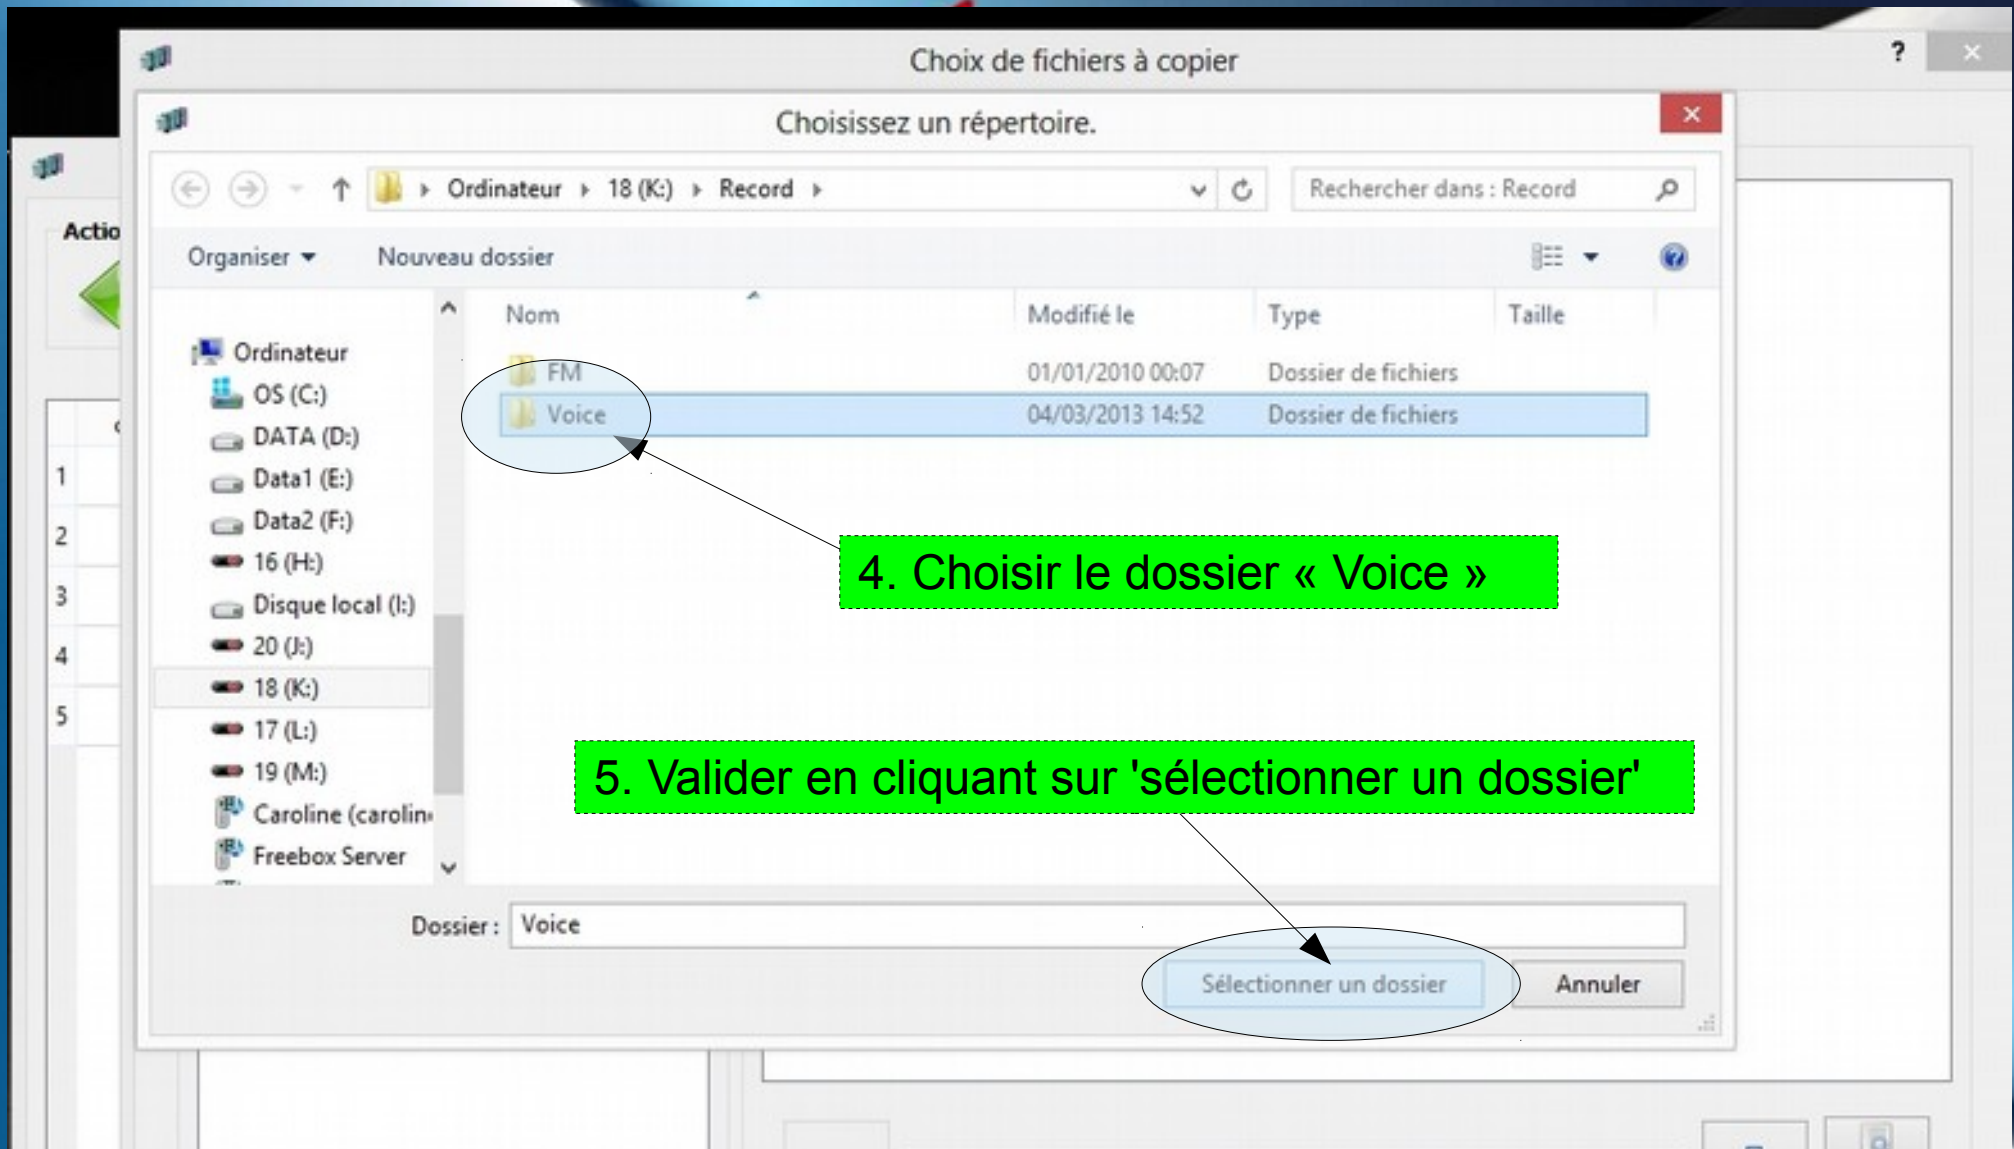 Choix de fichiers à copier
?
Choisissez un répertoire.
Ordinateur 18 (K:) Record
Rechercher dans : Record
Actio
Organiser
Nouveau dossier
Nom Modifié le Type Taille
Ordinateur
OS (C:)
DATA (D:)
Data1 (E:)
Data2 (F:)
16 (H:)
Disque local (I:)
20 (J:)
18 (K:)
17 (L:)
19 (M:)
Caroline (carolin
Freebox Server
FM 01/01/2010 00:07 Dossier de fichiers
Voice 04/03/2013 14:52 Dossier de fichiers
1
2
3
4
5
4. Choisir le dossier « Voice »
5. Valider en cliquant sur 'sélectionner un dossier'
Dossier : Voice
Sélectionner un dossier Annuler